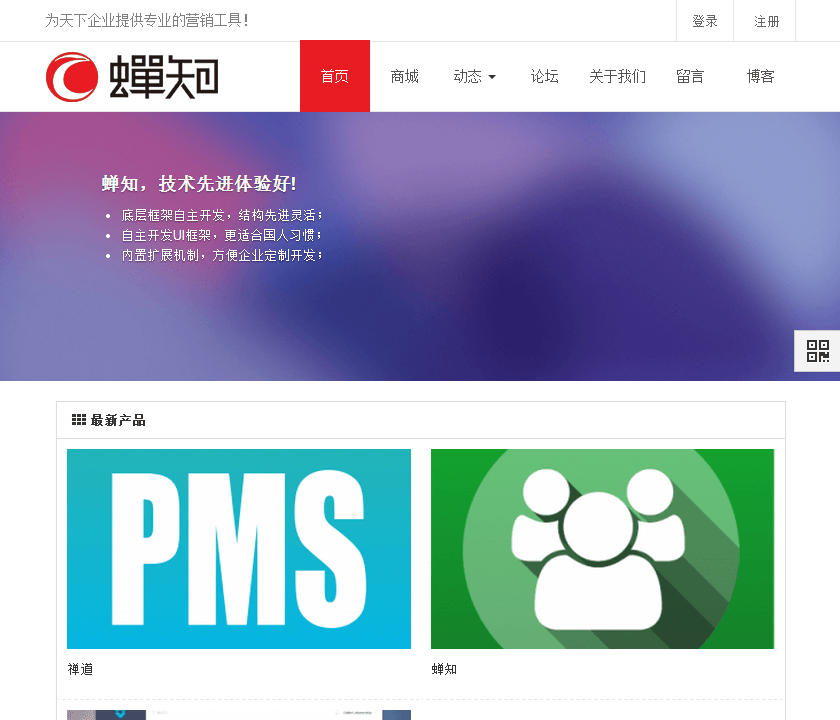 为天下企业提供专业的营销工具！
登录 注册
蝉知
首页 商城 动态 论坛 关于我们 留言 博客
蝉知，技术先进体验好!
底层框架自主开发，结构先进灵活；
自主开发UI框架，更适合国人习惯；
内置扩展机制，方便企业定制开发；
最新产品
PMS
禅道 蝉知